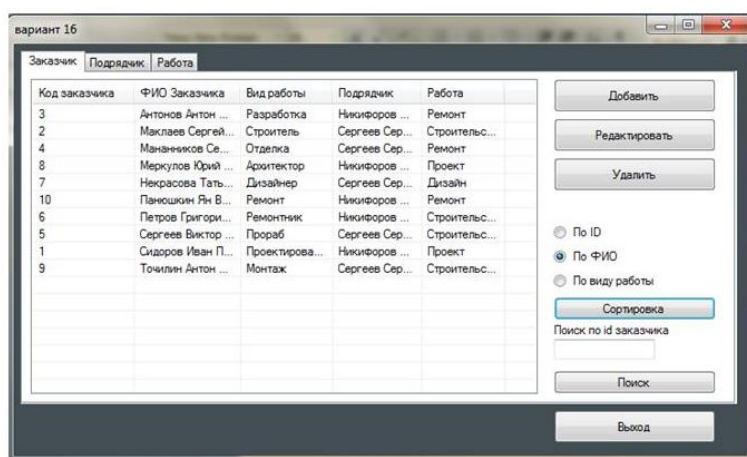 вариант 16
Заказчик Подрядчик Работа
Код заказчика ФИО Заказчика Вид работы Подрядчик Работа
3 Антонов Антон ... Разработка Никифоров ... Ремонт
2 Маклаев Сергей... Строитель Сергеев Сер... Строительс...
4 Мананников Се... Отделка Сергеев Сер... Ремонт
8 Меркулов Юрий ... Архитектор Никифоров ... Проект
7 Некрасова Тать... Дизайнер Сергеев Сер... Дизайн
10 Панюшкин Ян В... Ремонт Никифоров ... Ремонт
6 Петров Григори... Ремонтник Никифоров ... Строительс...
5 Сергеев Виктор ... Прораб Сергеев Сер... Строительс...
1 Сидоров Иван П... Проектирова... Никифоров ... Проект
9 Точилин Антон ... Монтаж Сергеев Сер... Строительс...
Добавить
Редактировать
Удалить
По ID
По ФИО
По виду работы
Сортировка
Поиск по id заказчика
Поиск
Выход